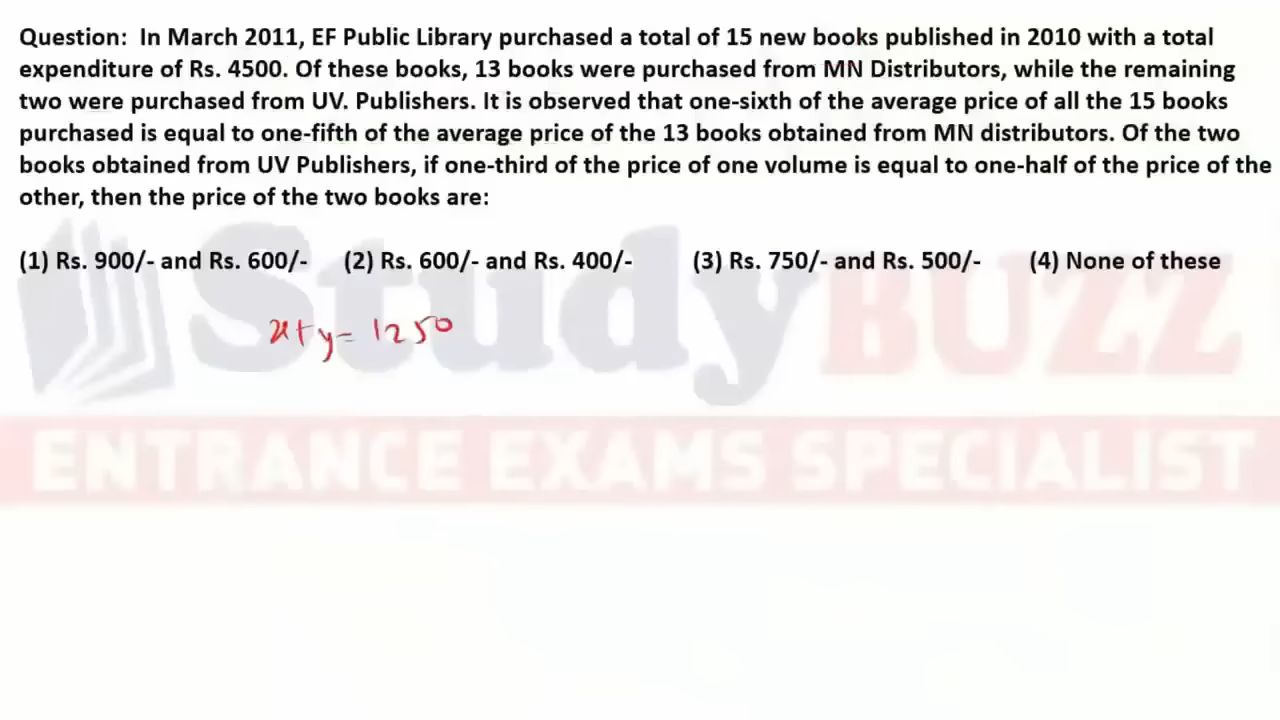 Question: In March 2011, EF Public Library purchased a total of 15 new books published in 2010 with a total
expenditure of Rs. 4500. Of these books, 13 books were purchased from MN Distributors, while the remaining
two were purchased from UV. Publishers. It is observed that one-sixth of the average price of all the 15 books
purchased is equal to one-fifth of the average price of the 13 books obtained from MN distributors. Of the two
books obtained from UV Publishers, if one-third of the price of one volume is equal to one-half of the price of the
other, then the price of the two books are:
(1) Rs. 900/- and Rs. 600/- (2) Rs. 600/- and Rs. 400/- (3) Rs. 750/- and Rs. 500/- (4) None of these
x+y= 1250
StudyBUZZ
ENTRANCE EXAMS SPECIALIST